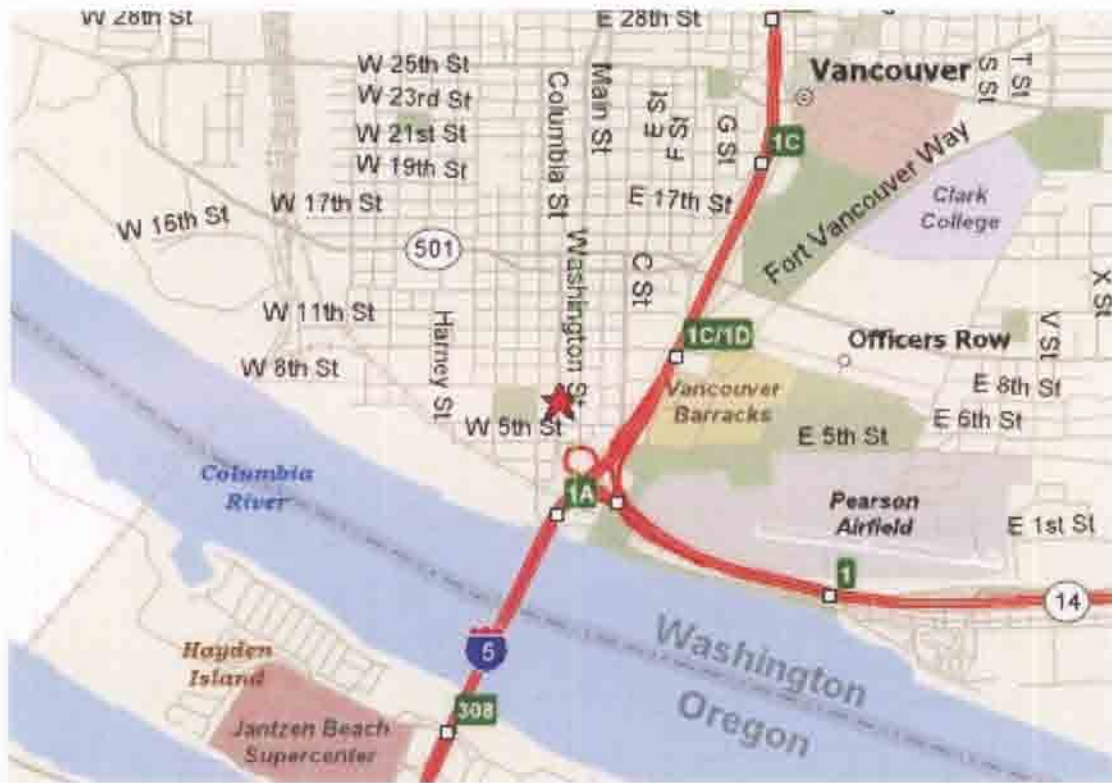 W 28th St
E 28th St
W 25th St
W 23rd St
W 21st St
W 19th St
W 17th St
W 16th St
Columbia St
Main St
E St
F St
G St
1C
Vancouver
S St
T St
E 17th St
Fort Vancouver Way
Clark
College
501
Washington St
C St
X St
W 11th St
Harney St
1C/1D
Officers Row
V St
W 8th St
E 8th St
Vancouver
Barracks
E 6th St
W 5th St
E 5th St
Columbia
River
1A
Pearson
Airfield
E 1st St
1
14
Washington
Oregon
5
Hayden
Island
308
Jantzen Beach
Supercenter